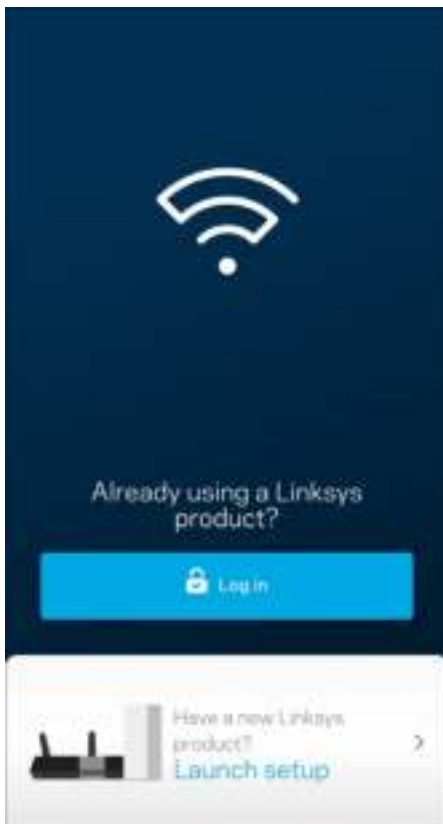 Already using a Linksys
product?
Log in
Have a new Linksys
product?
Launch setup